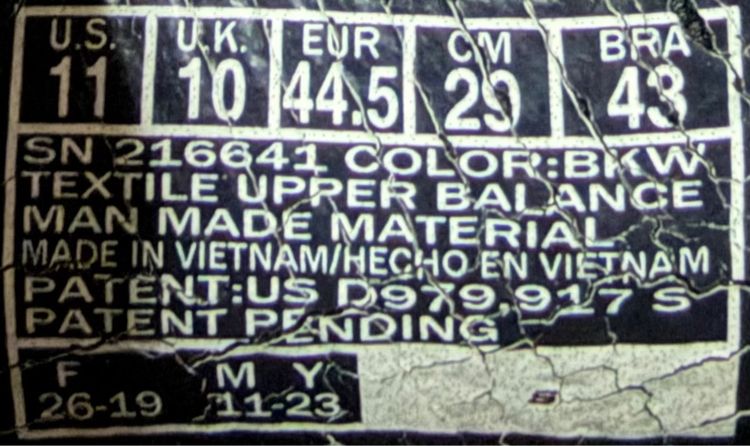 U.S. U.K. EUR CM BRA
11 10 44.5 29 43
SN 216641 COLOR:BKW
TEXTILE UPPER BALANCE
MAN MADE MATERIAL
MADE IN VIETNAM/HECHO EN VIETNAM
PATENT:US D979,917 S
PATENT PENDING
F M Y
26-19 11-23